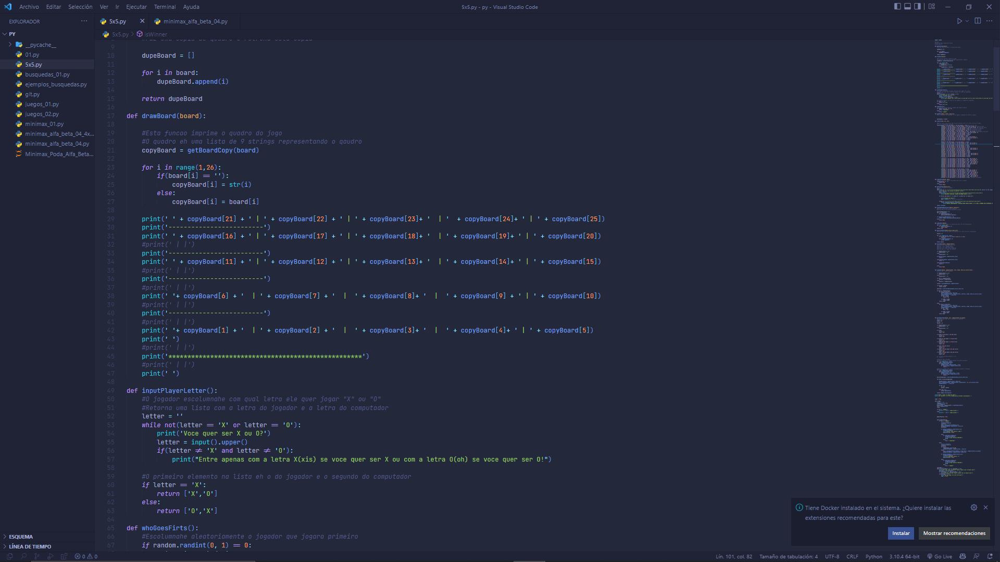 Archivo Editar Selección Ver Ir Ejecutar Terminal Ayuda
5x5.py - py - Visual Studio Code
EXPLORADOR
PY
__pycache__
01.py
5x5.py
busquedas_01.py
ejemplos_busquedas.py
git.py
juegos_01.py
juegos_02.py
minimax_01.py
minimax_alfa_beta_04_4x...
minimax_alfa_beta_04.py
Minimax_Poda_Alfa_Beta...
ESQUEMA
LÍNEA DE TIEMPO
5x5.py
minimax_alfa_beta_04.py
5x5.py > isWinner
9
10 dupeBoard = []
11
12 for i in board:
13 dupeBoard.append(i)
14
15 return dupeBoard
16
17 def drawBoard(board):
18
19 #Esta funcao imprime o quadro do jogo
20 #O quadro eh uma lista de 9 strings representando o qaudro
21 copyBoard = getBoardCopy(board)
22
23 for i in range(1,26):
24 if(board[i] == ''):
25 copyBoard[i] = str(i)
26 else:
27 copyBoard[i] = board[i]
28
29 print(' ' + copyBoard[21] + ' | ' + copyBoard[22] + ' | ' + copyBoard[23]+ '  | '  + copyBoard[24]+ ' | ' + copyBoard[25])
30 print('-------------------------')
31 print(' ' + copyBoard[16] + ' | ' + copyBoard[17] + ' | ' + copyBoard[18]+ '  | ' + copyBoard[19]+ ' | ' + copyBoard[20])
32 #print(' | |')
33 print('-------------------------')
34 print(' ' + copyBoard[11] + ' | ' + copyBoard[12] + ' | ' + copyBoard[13]+ '  | ' + copyBoard[14]+ ' | ' + copyBoard[15])
35 #print(' | |')
36 print('-------------------------')
37 #print(' | |')
38 print(' '+ copyBoard[6] + '  | ' + copyBoard[7] + '  |  ' + copyBoard[8]+ '  |  ' + copyBoard[9] + ' | ' + copyBoard[10])
39 #print(' | |')
40 print('-------------------------')
41 #print(' | |')
42 print(' '+ copyBoard[1] + '  | ' + copyBoard[2] + '  |  ' + copyBoard[3]+ '  |  ' + copyBoard[4]+ ' | ' + copyBoard[5])
43 print(' ')
44 #print(' | |')
45 print('***************************************************')
46 #print(' | |')
47 print(' ')
48
49 def inputPlayerLetter():
50 #O jogador escolumnahe com qual letra ele quer jogar "X" ou "O"
51 #Retorna uma lista com a letra do jogador e a letra do computador
52 letter = ''
53 while not(letter == 'X' or letter == 'O'):
54 print('Voce quer ser X ou O?')
55 letter = input().upper()
56 if(letter != 'X' and letter != 'O'):
57 print("Entre apenas com a letra X(xis) se voce quer ser X ou com a letra O(oh) se voce quer ser O!")
58
59 #O primeiro elemento na lista eh o do jogador e o segundo do computador
60 if letter == 'X':
61 return ['X','O']
62 else:
63 return ['O','X']
64
65 def whoGoesFirts():
66 #Escolumnahe aleatoriamente o jogador que jogara primeiro
67 if random.randint(0, 1) == 0:
Tiene Docker instalado en el sistema. ¿Quiere instalar las
extensiones recomendadas para este?
Instalar
Mostrar recomendaciones
0 0
Lín. 101, col. 82 Tamaño de tabulación: 4 UTF-8 CRLF Python 3.10.4 64-bit Go Live